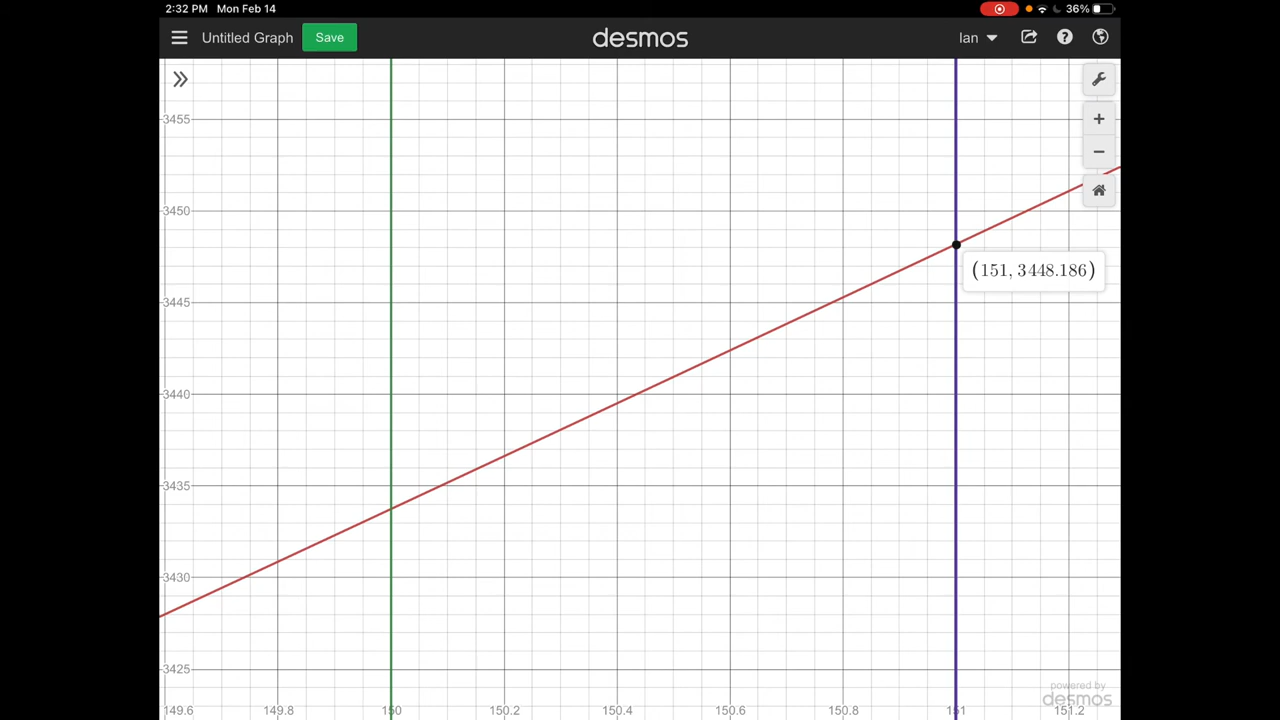 2:32 PM Mon Feb 14
36%
Untitled Graph
Save
desmos
Ian
3455
3450
(151, 3448.186)
3445
3440
3435
3430
3425
149.6 149.8 150 150.2 150.4 150.6 150.8 151 151.2
powered by
desmos